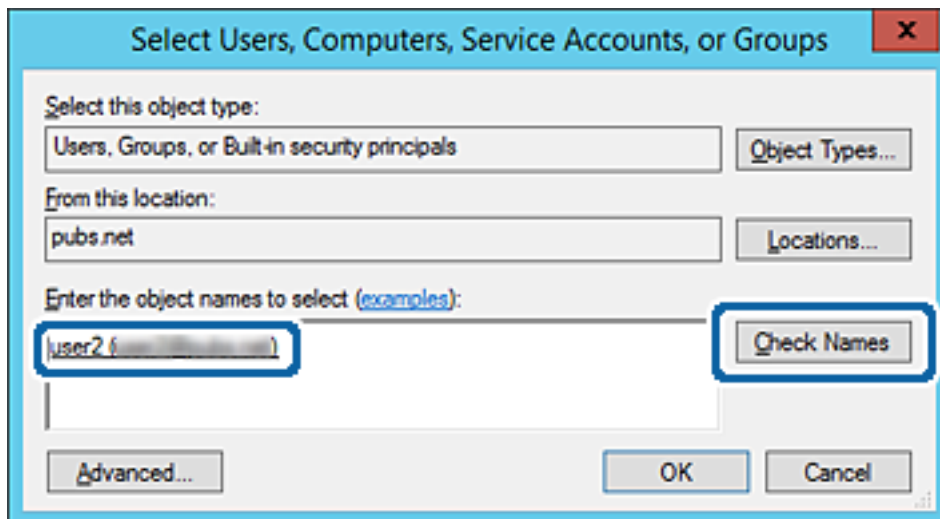 Select Users, Computers, Service Accounts, or Groups
x
Select this object type:
Users, Groups, or Built-in security principals
Object Types...
From this location:
pubs.net
Locations...
Enter the object names to select (examples):
user2 (
)
Check Names
Advanced...
OK
Cancel